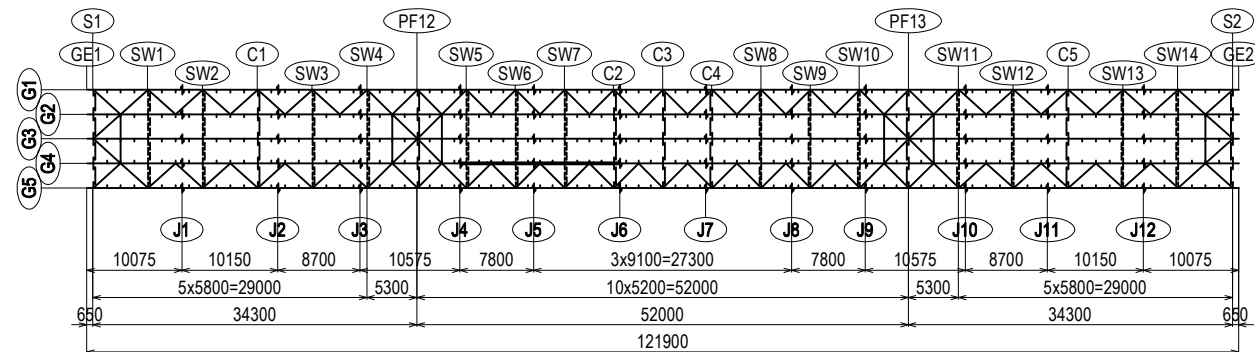 S1 PF12 PF13 S2
GE1 SW1 C1 SW4 SW5 SW7 C3 SW8 SW10 SW11 C5 SW14 GE2
SW2 SW3 SW6 C2 C4 SW9 SW12 SW13
G1
G2
G3
G4
G5
J1 J2 J3 J4 J5 J6 J7 J8 J9 J10 J11 J12
10075 10150 8700 10575 7800 3x9100=27300 7800 10575 8700 10150 10075
5x5800=29000 5300 10x5200=52000 5300 5x5800=29000
650 34300 52000 34300 650
121900